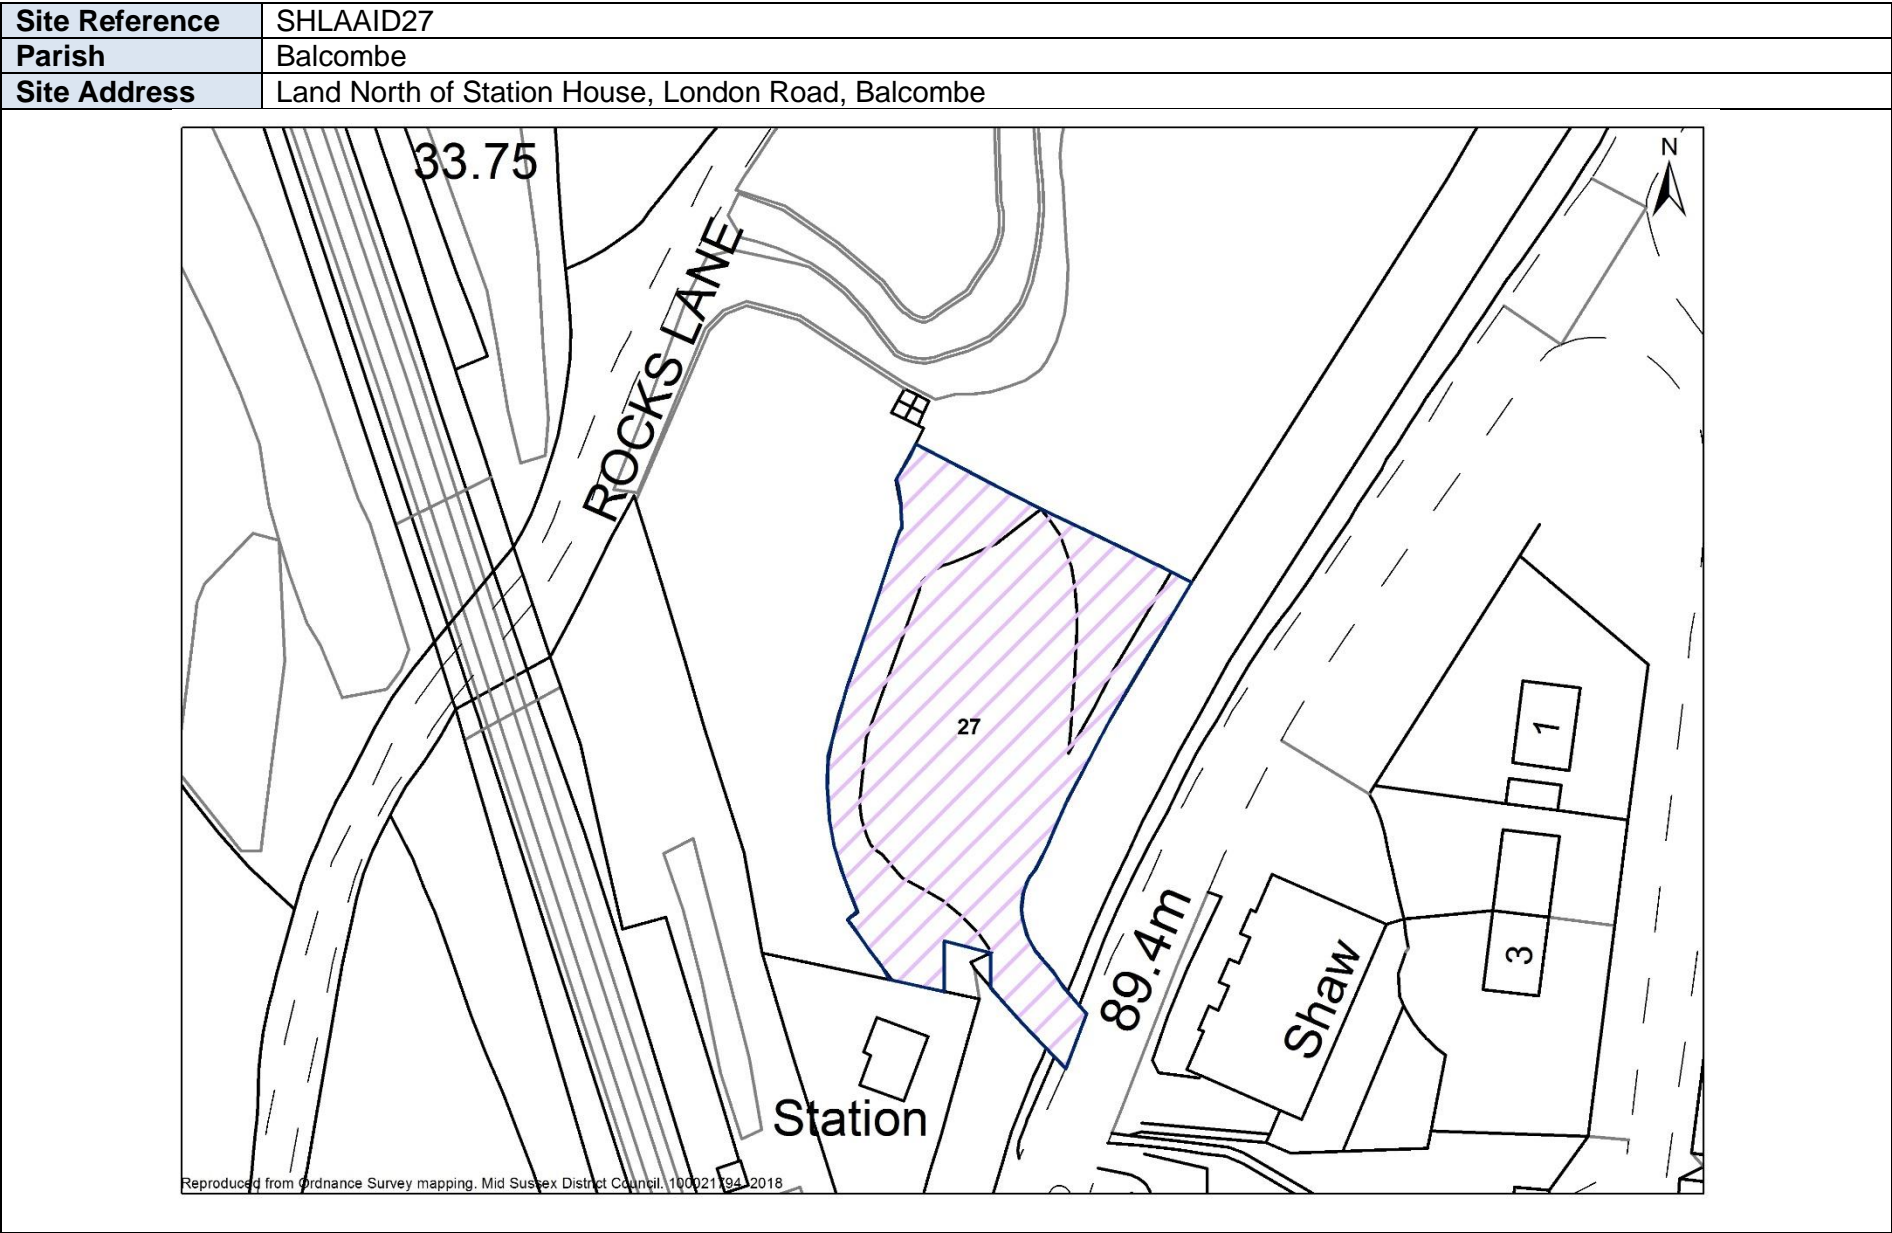 Site Reference SHLAAID27
Parish Balcombe
Site Address Land North of Station House, London Road, Balcombe
33.75
N
ROCKS LANE
27
1
3
89.4m
Shaw
Station
Reproduced from Ordnance Survey mapping. Mid Sussex District Council. 100021794. 2018